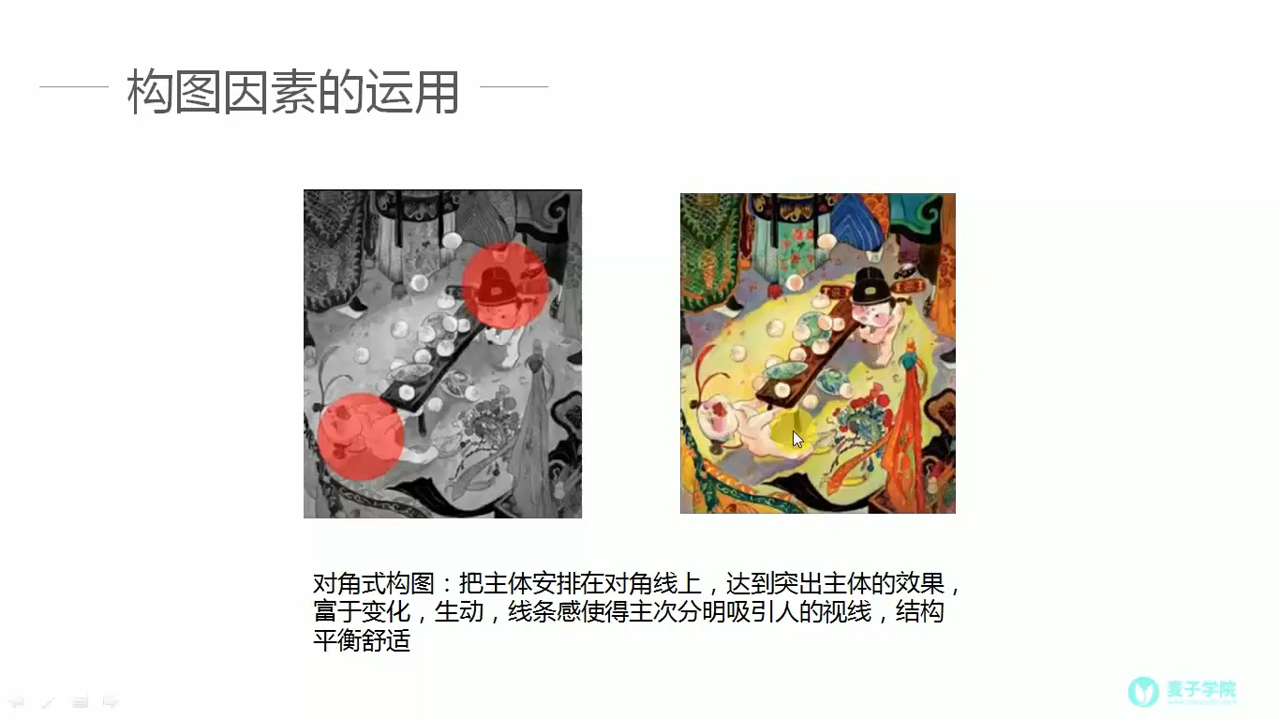 构图因素的运用
对角式构图：把主体安排在对角线上，达到突出主体的效果，
富于变化，生动，线条感使得主次分明吸引人的视线，结构
平衡舒适
麦子学院